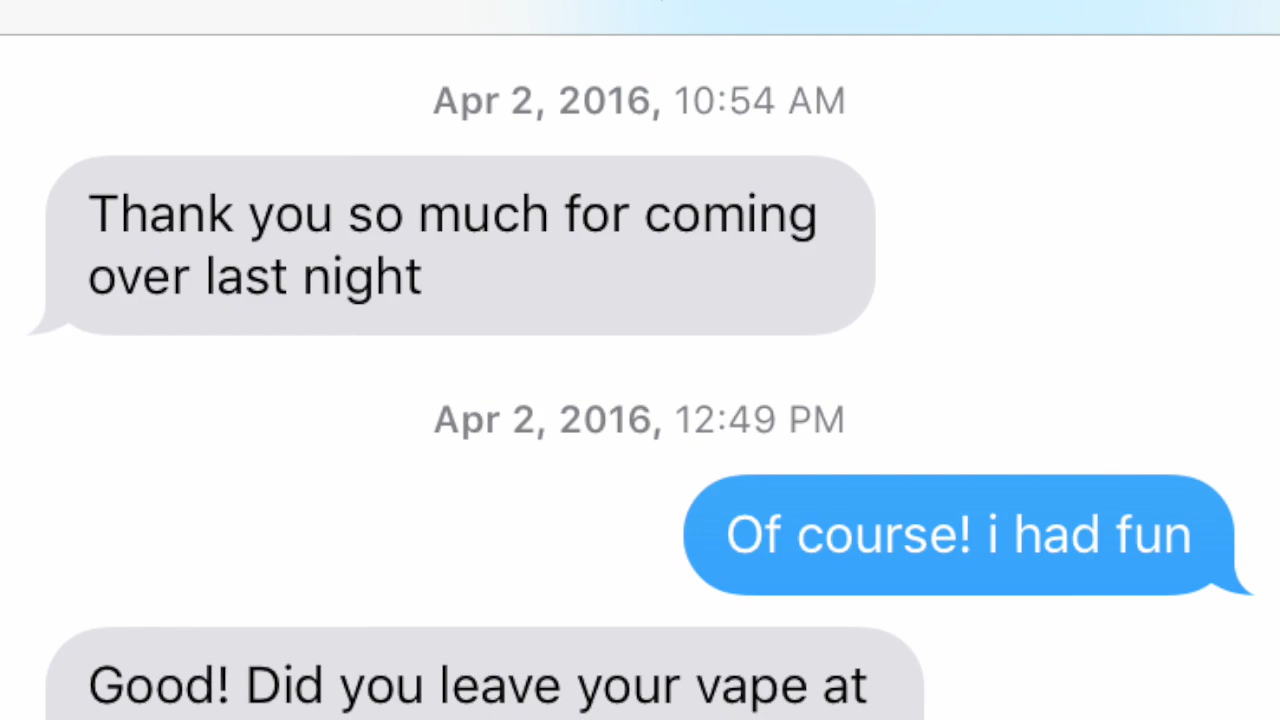 Apr 2, 2016, 10:54 AM
Thank you so much for coming
over last night
Apr 2, 2016, 12:49 PM
Of course! i had fun
Good! Did you leave your vape at